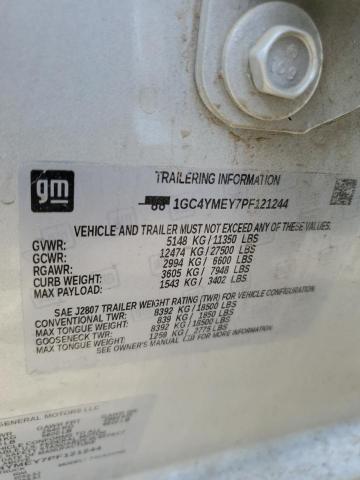 gm
TRAILERING INFORMATION
1GC4YMEY7PF121244
VEHICLE AND TRAILER MUST NOT EXCEED ANY OF THESE VALUES:
GVWR: 5148 KG/11350 LBS
GCWR: 12474 KG/27500 LBS
RGAWR: 2994 KG/ 6600 LBS
CURB WEIGHT: 3605 KG/ 7948 LBS
MAX PAYLOAD: 1543 KG/ 3402 LBS
SAE J2807 TRAILER WEIGHT RATING (TWR) FOR VEHICLE CONFIGURATION.
CONVENTIONAL TWR: 8392 KG/18500 LBS
MAX TONGUE WEIGHT: 839 KG/ 1850 LBS
GOOSENECK TWR: 8392 KG/18500 LBS
MAX TONGUE WEIGHT: 1259 KG/ 2775 LBS
SEE OWNER'S MANUAL FOR MORE INFORMATION
GENERAL MOTORS LLC
4YMEY7PF121244